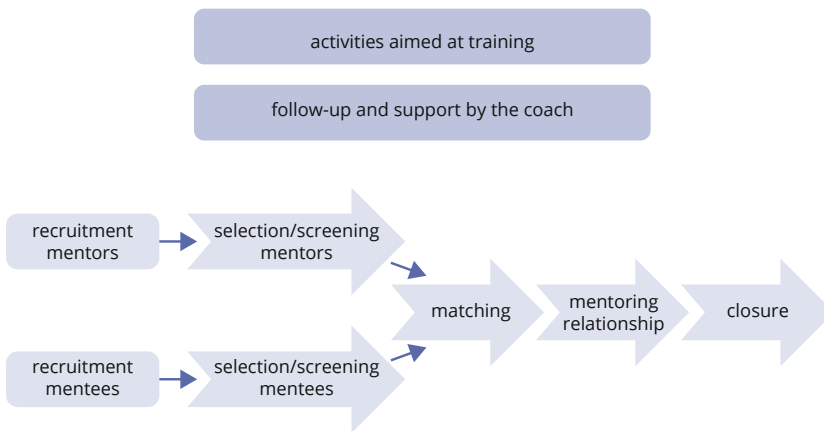 activities aimed at training
follow-up and support by the coach
recruitment
mentors
selection/screening
mentors
matching
mentoring
relationship
closure
recruitment
mentees
selection/screening
mentees